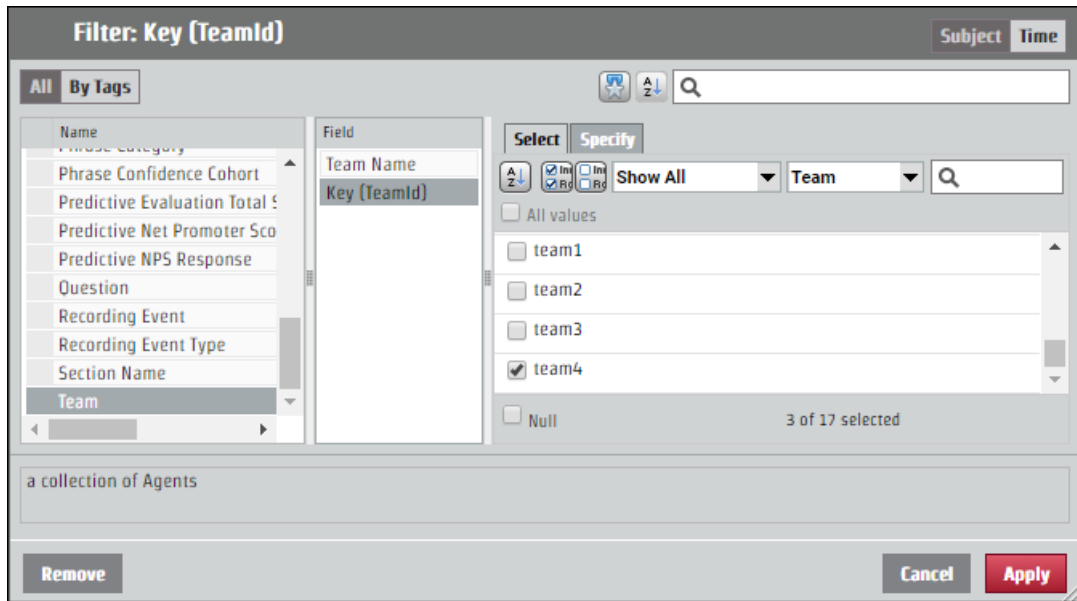 Filter: Key (TeamId)
Subject Time
All By Tags
Name
Phrase Category
Phrase Confidence Cohort
Predictive Evaluation Total S
Predictive Net Promoter Sco
Predictive NPS Response
Question
Recording Event
Recording Event Type
Section Name
Team
Field
Team Name
Key (TeamId)
Select Specify
Show All Team
All values
team1
team2
team3
team4
Null 3 of 17 selected
a collection of Agents
Remove Cancel Apply